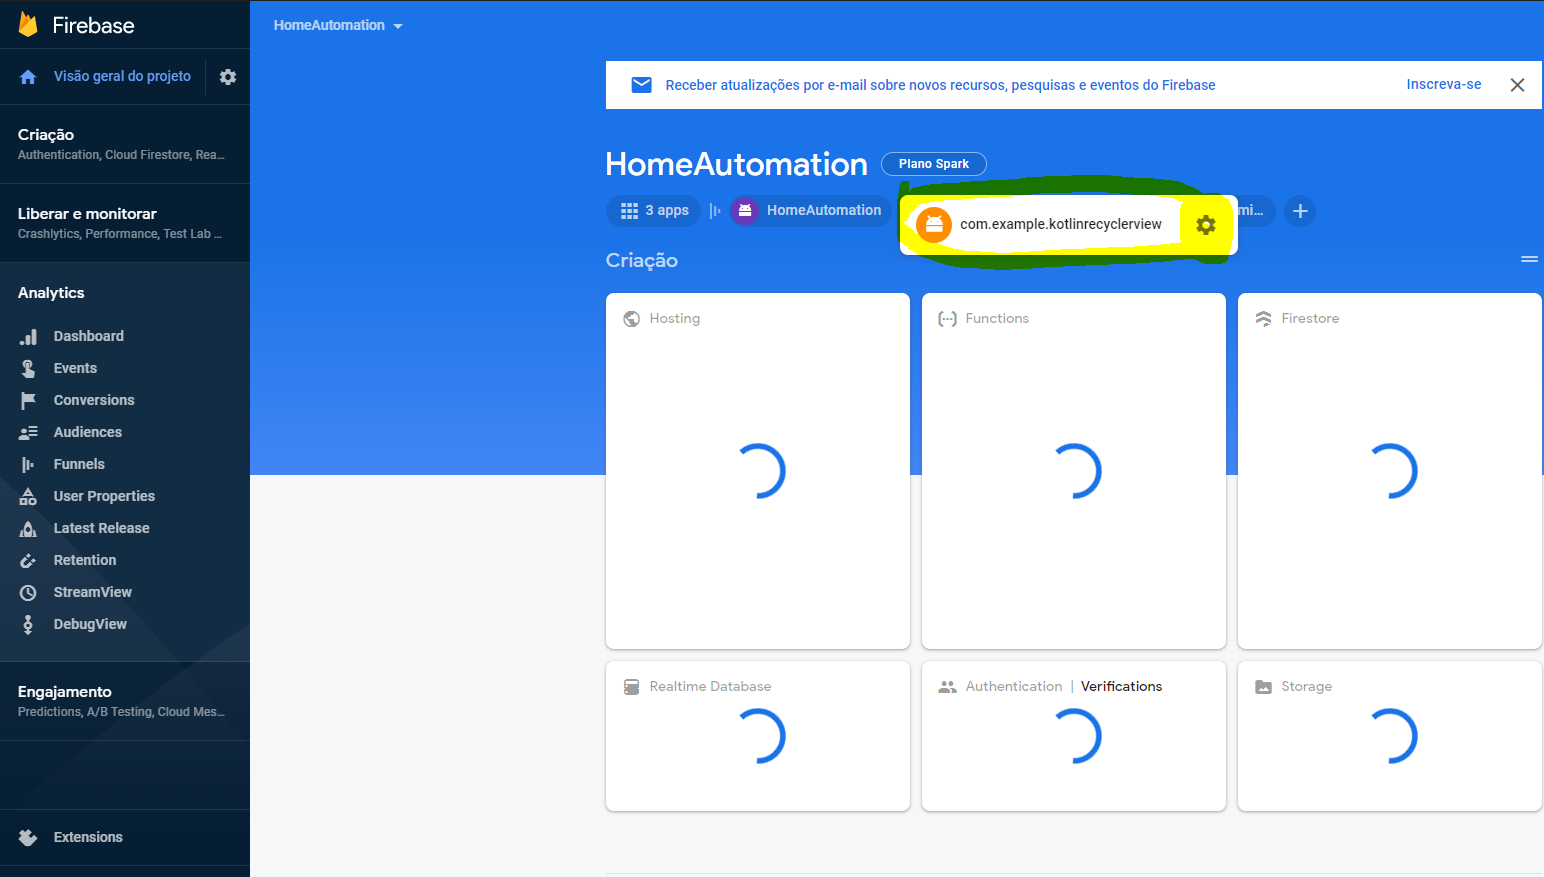 Firebase
HomeAutomation
Visão geral do projeto
Receber atualizações por e-mail sobre novos recursos, pesquisas e eventos do Firebase
Inscreva-se
Criação
Authentication, Cloud Firestore, Rea...
HomeAutomation
Plano Spark
3 apps
HomeAutomation
com.example.kotlinrecyclerview
mi...
Liberar e monitorar
Crashlytics, Performance, Test Lab ...
Criação
Analytics
Dashboard
Events
Conversions
Audiences
Funnels
User Properties
Latest Release
Retention
StreamView
DebugView
Hosting
Functions
Firestore
Realtime Database
Authentication | Verifications
Storage
Engajamento
Predictions, A/B Testing, Cloud Mes...
Extensions